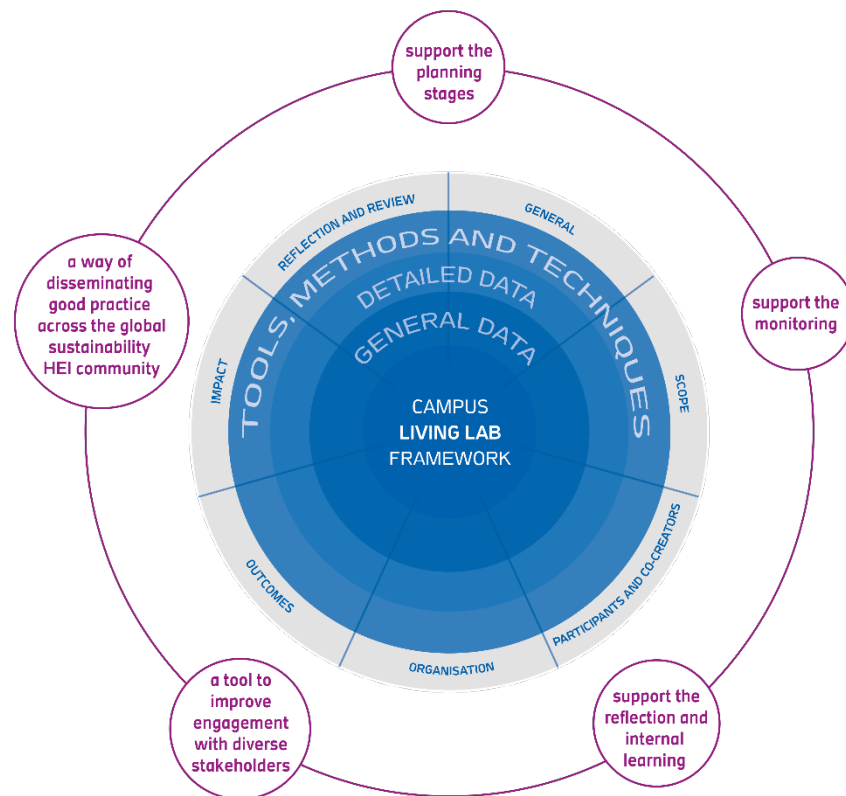 support the
planning
stages
a way of
disseminating
good practice
across the global
sustainability
HEI community
support the
monitoring
REFLECTION AND REVIEW
GENERAL
IMPACT
SCOPE
TOOLS, METHODS AND TECHNIQUES
DETAILED DATA
GENERAL DATA
CAMPUS
LIVING LAB
FRAMEWORK
OUTCOMES
PARTICIPANTS AND CO-CREATORS
ORGANISATION
a tool to
improve
engagement
with diverse
stakeholders
support the
reflection and
internal
learning